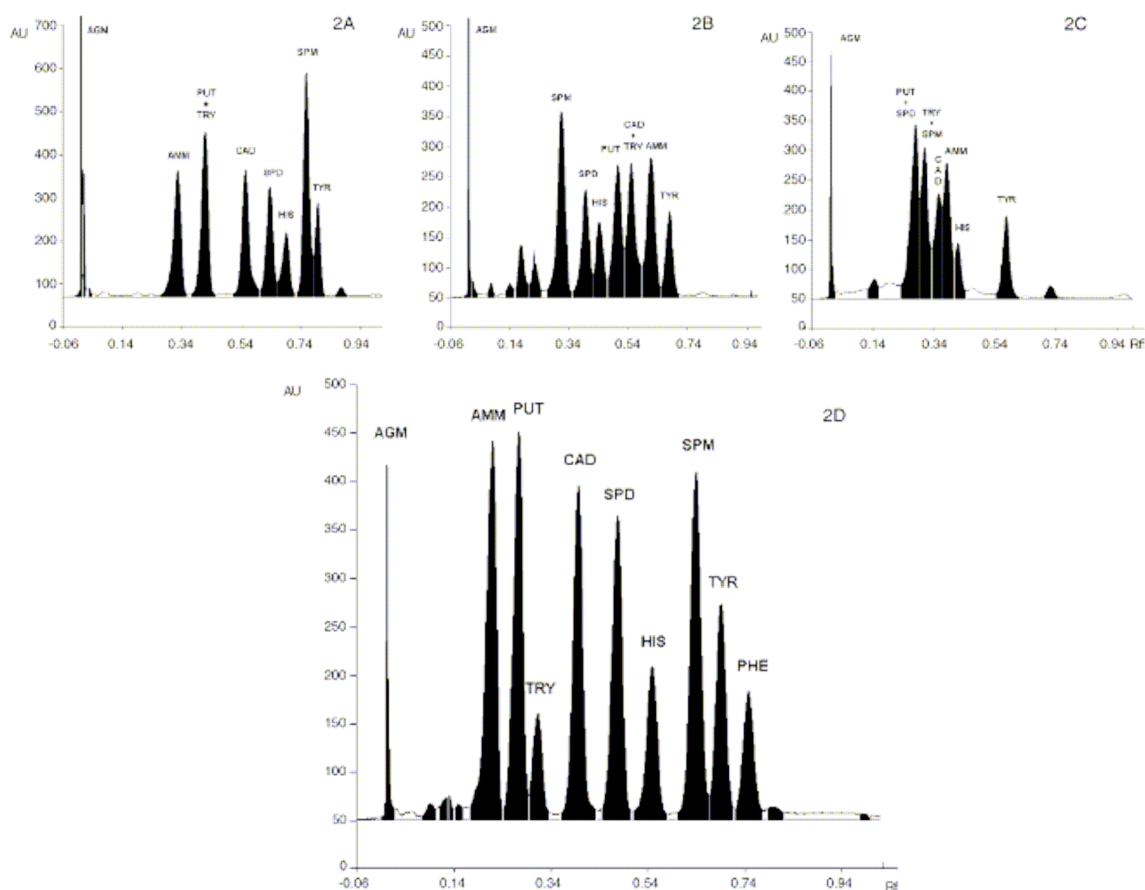 2A
AU
700
600
500
400
300
200
100
0
-0.06 0.14 0.34 0.54 0.74 0.94
AGM
AMM
PUT
+
TRY
CAD
SPD
HIS
SPM
TYR
2B
AU
500
450
400
350
300
250
200
150
100
50
0
-0.06 0.14 0.34 0.54 0.74 0.94
AGM
SPM
SPD
HIS
PUT
CAD
+
TRY
AMM
TYR
2C
AU
500
450
400
350
300
250
200
150
100
50
0
-0.06 0.14 0.34 0.54 0.74 0.94 Rf
AGM
PUT
+
SPD
TRY
+
SPM
C
A
D
AMM
HIS
TYR
2D
AU
500
450
400
350
300
250
200
150
100
50
0
-0.06 0.14 0.34 0.54 0.74 0.94 Rf
AGM
AMM
PUT
TRY
CAD
SPD
HIS
SPM
TYR
PHE